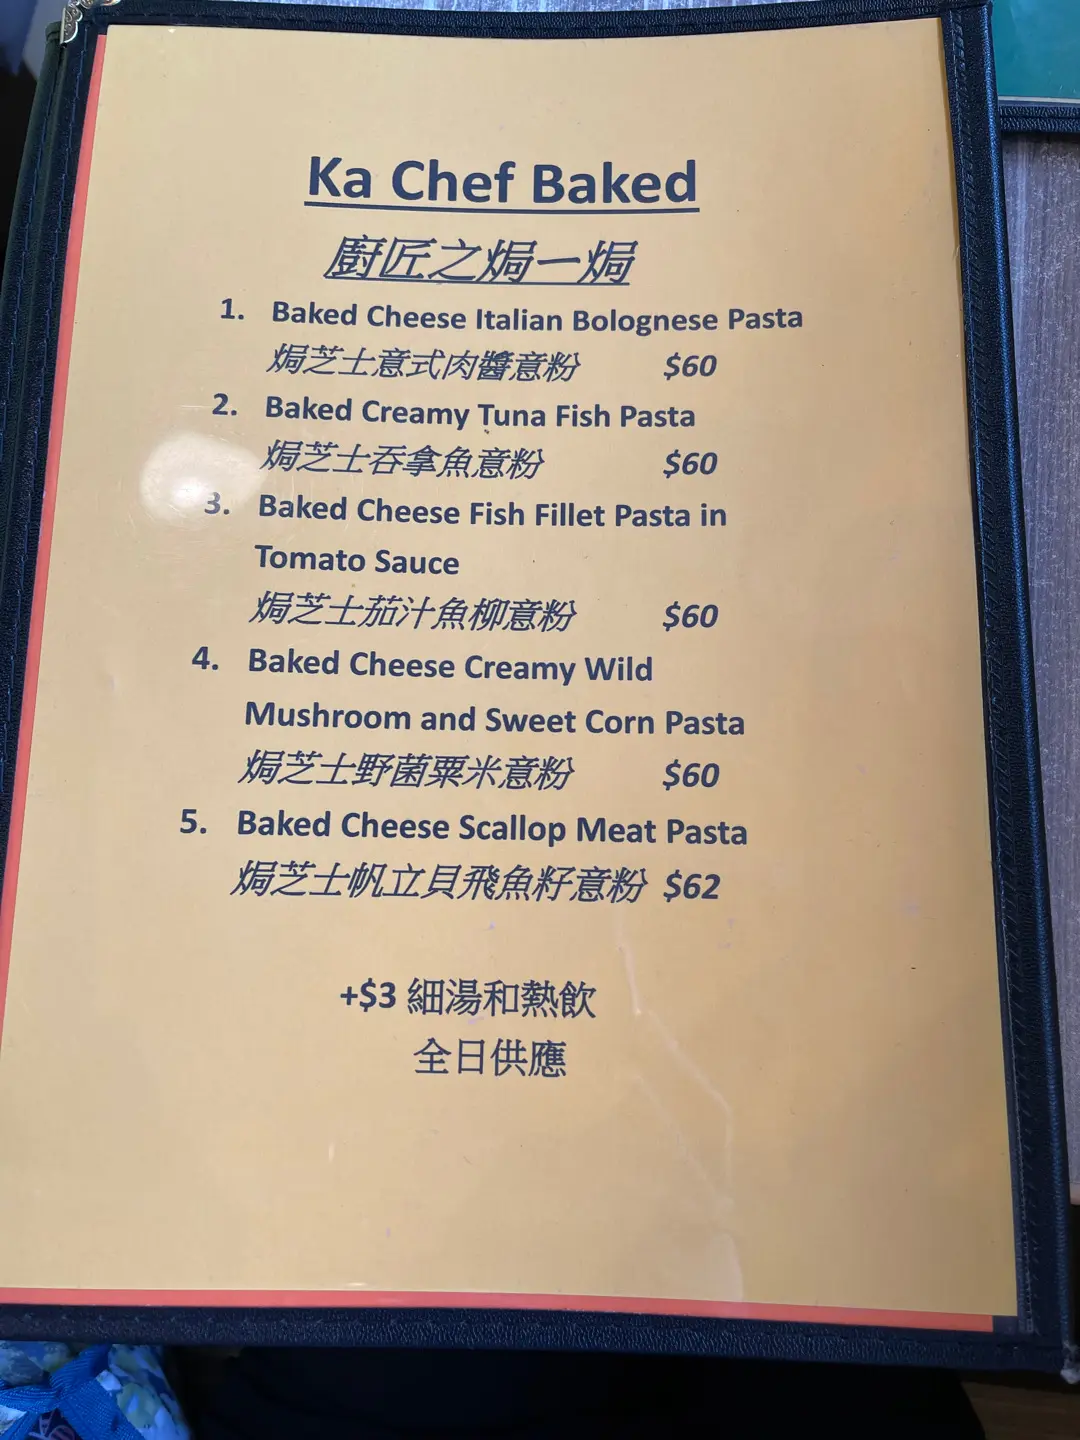 Ka Chef Baked
廚匠之焗一焗
1. Baked Cheese Italian Bolognese Pasta
焗芝士意式肉醬意粉 $60
2. Baked Creamy Tuna Fish Pasta
焗芝士吞拿魚意粉 $60
3. Baked Cheese Fish Fillet Pasta in
Tomato Sauce
焗芝士茄汁魚柳意粉 $60
4. Baked Cheese Creamy Wild
Mushroom and Sweet Corn Pasta
焗芝士野菌粟米意粉 $60
5. Baked Cheese Scallop Meat Pasta
焗芝士帆立貝飛魚籽意粉 $62
+$3 細湯和熱飲
全日供應